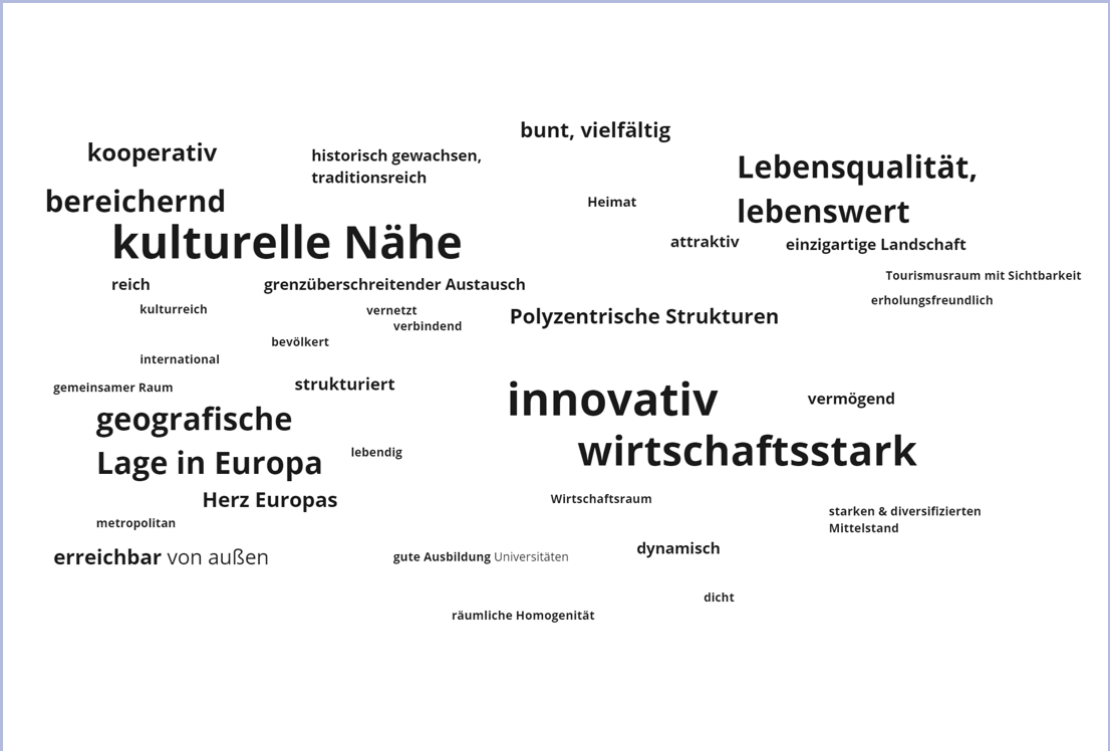 bunt, vielfältig
kooperativ
historisch gewachsen,
traditionsreich
Lebensqualität,
lebenswert
bereichernd
Heimat
kulturelle Nähe
attraktiv
einzigartige Landschaft
Tourismusraum mit Sichtbarkeit
reich
grenzüberschreitender Austausch
erholungsfreundlich
kulturreich
vernetzt
verbindend
Polyzentrische Strukturen
bevölkert
international
gemeinsamer Raum
strukturiert
innovativ
vermögend
geografische
Lage in Europa
lebendig
wirtschaftsstark
Herz Europas
Wirtschaftsraum
starken & diversifizierten
Mittelstand
metropolitan
erreichbar von außen
gute Ausbildung Universitäten
dynamisch
dicht
räumliche Homogenität